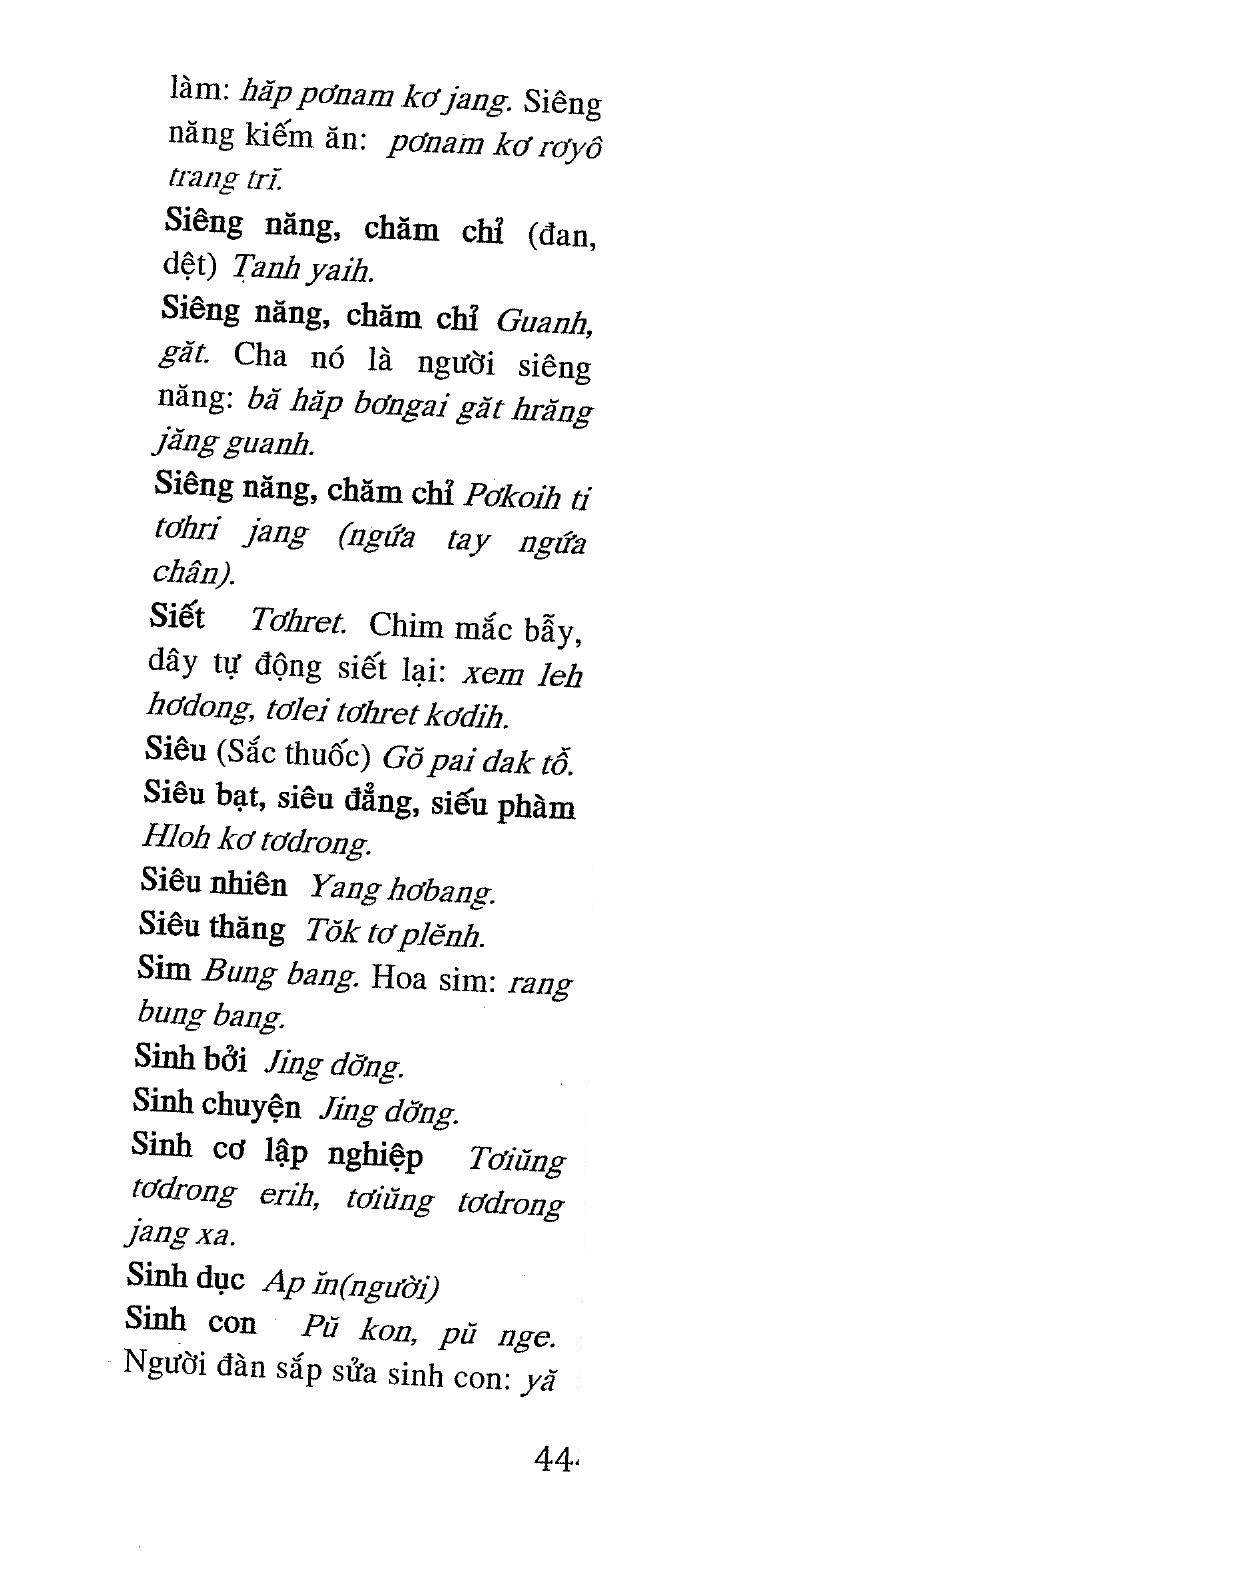 làm: hăp pơnam kơ jang. Siêng
năng kiếm ăn: pơnam kơ rơyô
trang trĭ.
Siêng năng, chăm chỉ (đan,
dệt) Tanh yaih.
Siêng năng, chăm chỉ Guanh,
găt. Cha nó là người siêng
năng: bă hăp bơngai găt hrăng
jăng guanh.
Siêng năng, chăm chỉ Pơkoih ti
tơhri jang (ngứa tay ngứa
chân).
Siết Tơhret. Chim mắc bẫy,
dây tự động siết lại: xem leh
hơdong, tơlei tơhret kơdih.
Siêu (Sắc thuốc) Gŏ pai dak tô̆.
Siêu bạt, siêu đẳng, siếu phàm
Hloh kơ tơdrong.
Siêu nhiên Yang hơbang.
Siêu thăng Tŏk tơ plĕnh.
Sim Bung bang. Hoa sim: rang
bung bang.
Sinh bởi Jing dơ̆ng.
Sinh chuyện Jing dơ̆ng.
Sinh cơ lập nghiệp Tơiŭng
tơdrong erih, tơiŭng tơdrong
jang xa.
Sinh dục Ap ĭn(người)
Sinh con Pŭ kon, pŭ nge.
Người đàn sắp sửa sinh con: yă
44